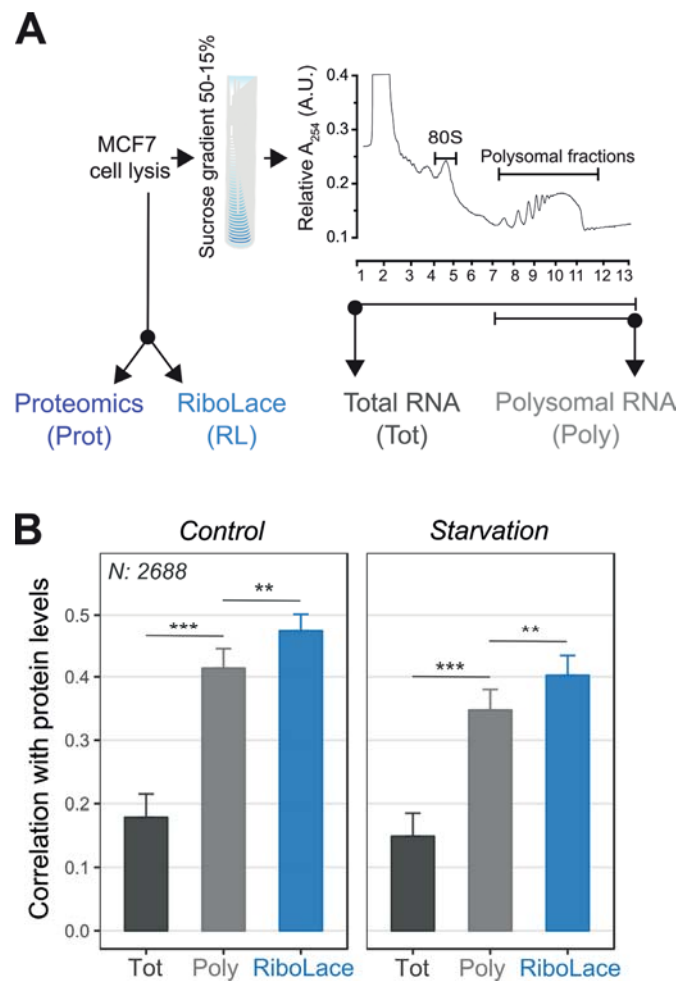 A
MCF7
cell lysis
Sucrose gradient 50-15%
Relative A254 (A.U.)
0.4
0.3
0.2
0.1
80S
Polysomal fractions
1 2 3 4 5 6 7 8 9 10 11 12 13
Proteomics
(Prot)
RiboLace
(RL)
Total RNA
(Tot)
Polysomal RNA
(Poly)
B
Control
Starvation
N: 2688
Correlation with protein levels
0.5
0.4
0.3
0.2
0.1
0.0
*** **
*** **
Tot Poly RiboLace
Tot Poly RiboLace